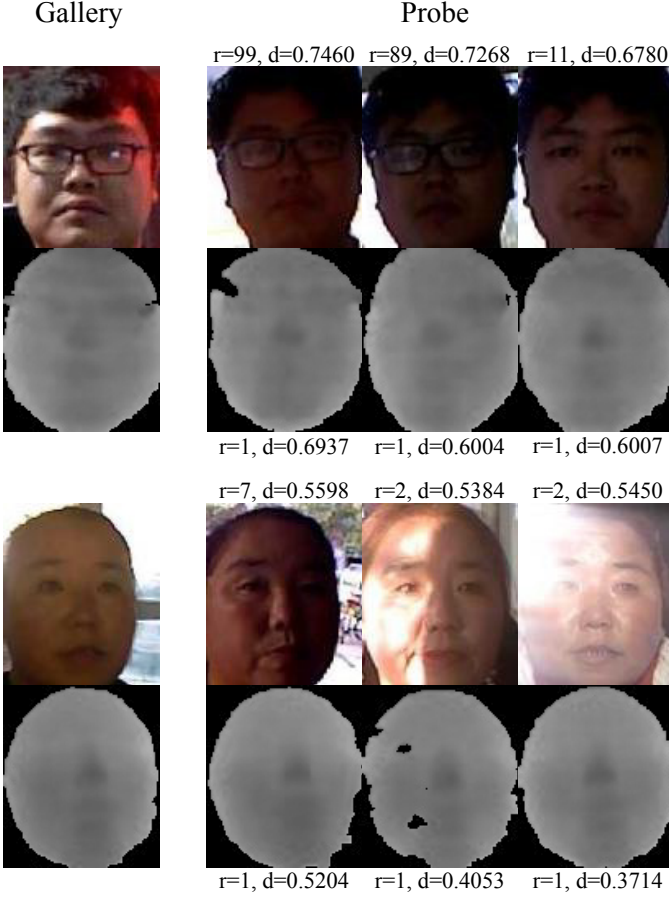 Gallery Probe
r=99, d=0.7460 r=89, d=0.7268 r=11, d=0.6780
r=1, d=0.6937 r=1, d=0.6004 r=1, d=0.6007
r=7, d=0.5598 r=2, d=0.5384 r=2, d=0.5450
r=1, d=0.5204 r=1, d=0.4053 r=1, d=0.3714